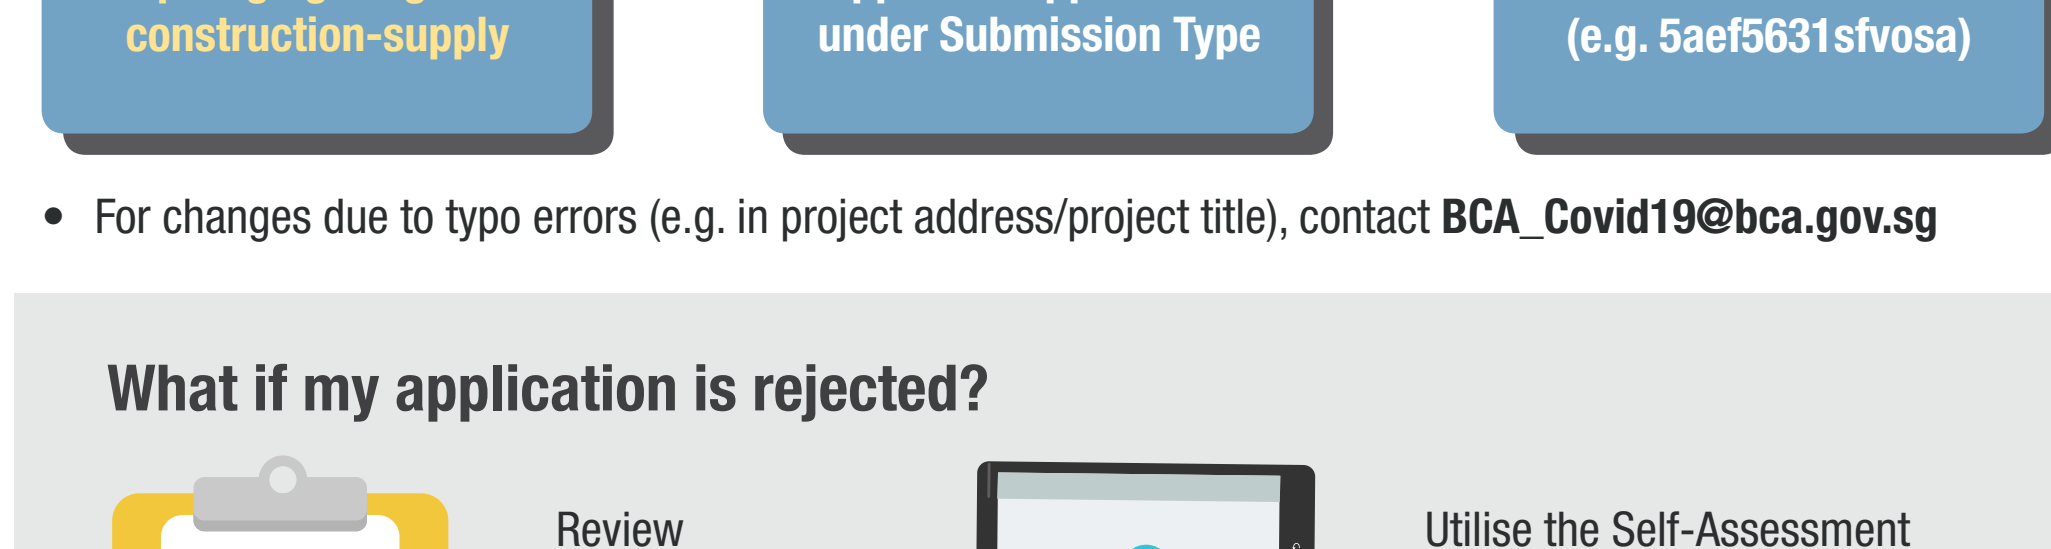 construction-supply
under Submission Type
(e.g. 5aef5631sfvosa)
• For changes due to typo errors (e.g. in project address/project title), contact BCA_Covid19@bca.gov.sg
What if my application is rejected?
Review
Utilise the Self-Assessment